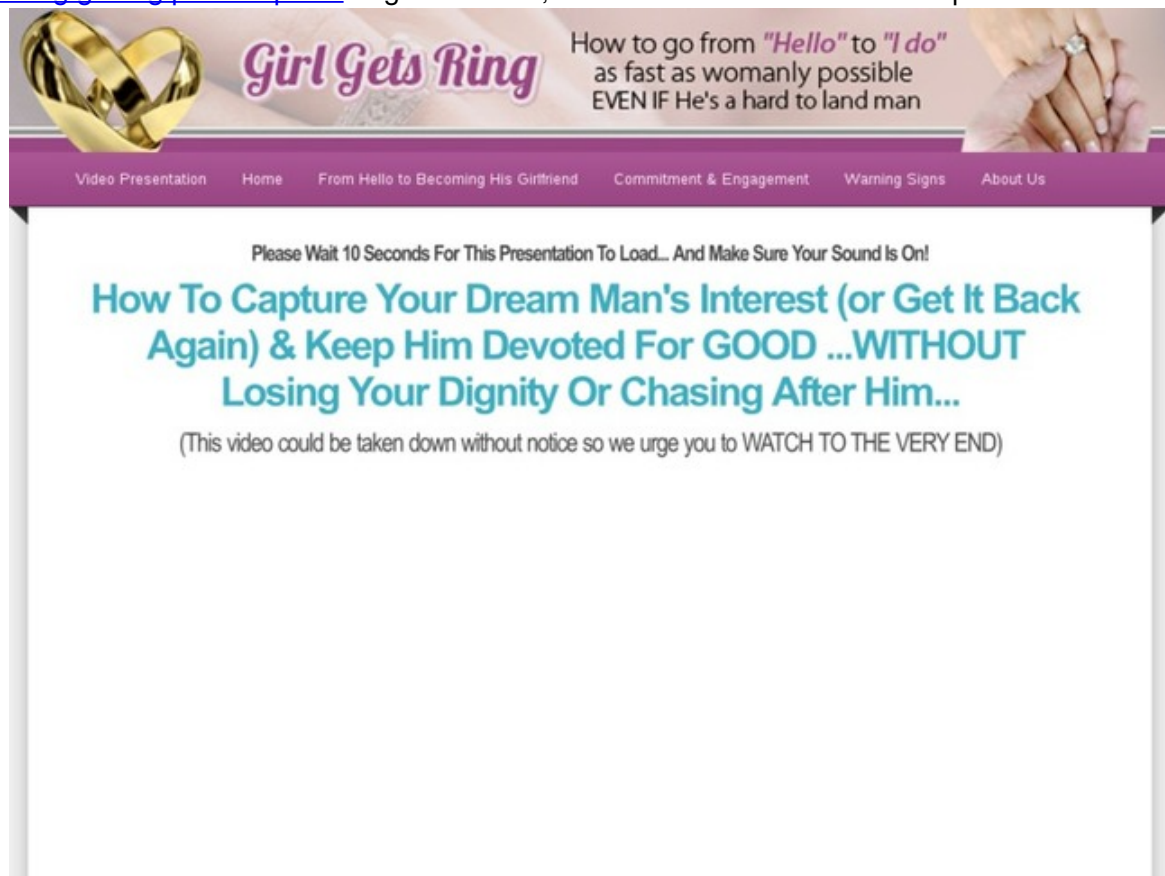 Girl Gets Ring
How to go from "Hello" to "I do"
as fast as womanly possible
EVEN IF He's a hard to land man
Video Presentation Home From Hello to Becoming His Girlfriend Commitment & Engagement Warning Signs About Us
Please Wait 10 Seconds For This Presentation To Load... And Make Sure Your Sound Is On!
How To Capture Your Dream Man's Interest (or Get It Back
Again) & Keep Him Devoted For GOOD ...WITHOUT
Losing Your Dignity Or Chasing After Him...
(This video could be taken down without notice so we urge you to WATCH TO THE VERY END)